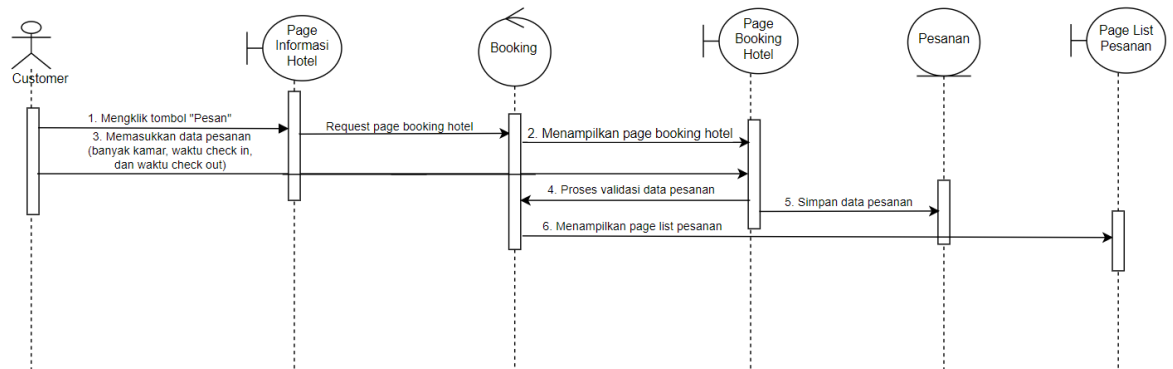 Customer
Page
Informasi
Hotel
Booking
Page
Booking
Hotel
Pesanan
Page List
Pesanan
1. Mengklik tombol "Pesan"
Request page booking hotel
2. Menampilkan page booking hotel
3. Memasukkan data pesanan
(banyak kamar, waktu check in,
dan waktu check out)
4. Proses validasi data pesanan
5. Simpan data pesanan
6. Menampilkan page list pesanan